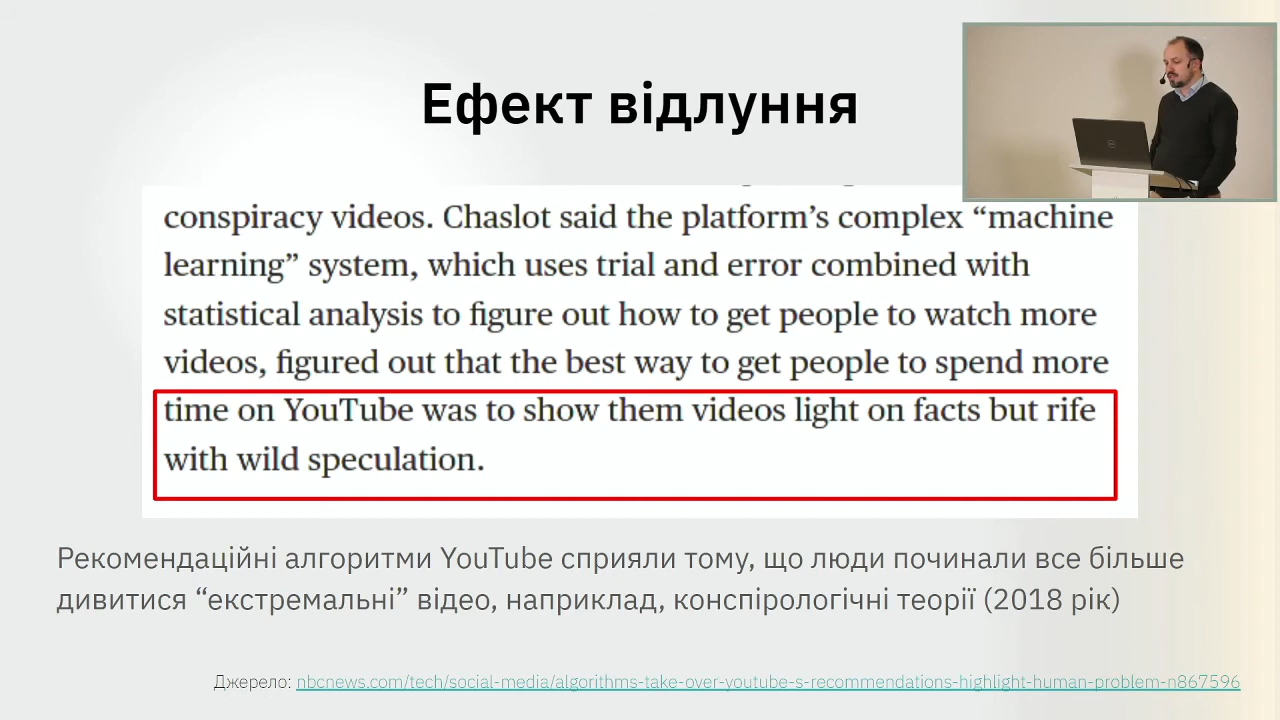 Ефект відлуння
conspiracy videos. Chaslot said the platform’s complex “machine
learning” system, which uses trial and error combined with
statistical analysis to figure out how to get people to watch more
videos, figured out that the best way to get people to spend more
time on YouTube was to show them videos light on facts but rife
with wild speculation.
Рекомендаційні алгоритми YouTube сприяли тому, що люди починали все більше
дивитися “екстремальні” відео, наприклад, конспірологічні теорії (2018 рік)
Джерело: nbcnews.com/tech/social-media/algorithms-take-over-youtube-s-recommendations-highlight-human-problem-n867596